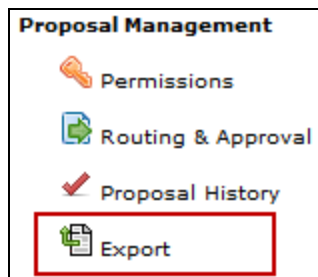 Proposal Management
Permissions
Routing & Approval
Proposal History
Export